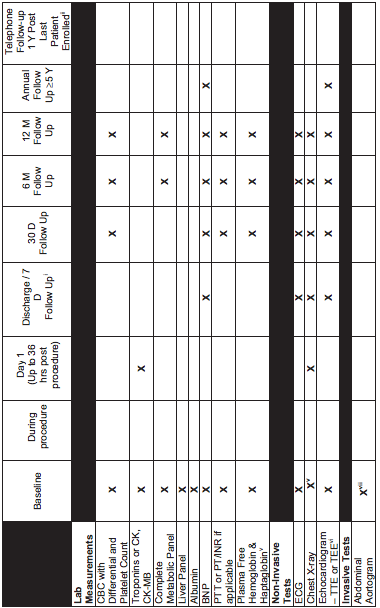 Baseline
During
procedure
Day 1
(Up to 36
hrs post
procedure)
Discharge / 7
D
Follow Upⁱ
30 D
Follow Up
6 M
Follow
Up
12 M
Follow
Up
Annual
Follow
Up ≥5 Y
Telephone
Follow-up
1 Y Post
Last
Patient
Enrolledⁱ
Lab
Measurements
CBC with
Differential and
Platelet Count
X X X X
Troponins or CK,
CK-MB
X X
Complete
Metabolic Panel
X X X
Liver Panel X
Albumin X
BNP X X X X X X
PTT or PT/INR if
applicable
X X X X
Plasma Free
Hemoglobin &
Haptaglobinᵛ
X X X X
Non-Invasive
Tests
ECG X X X X X
Chest X-ray Xᵛ X X X X
Echocardiogram
– TTE or TEEᵛⁱ
X X X X X X
Invasive Tests
Abdominal
Aortogram
Xᵛⁱⁱ